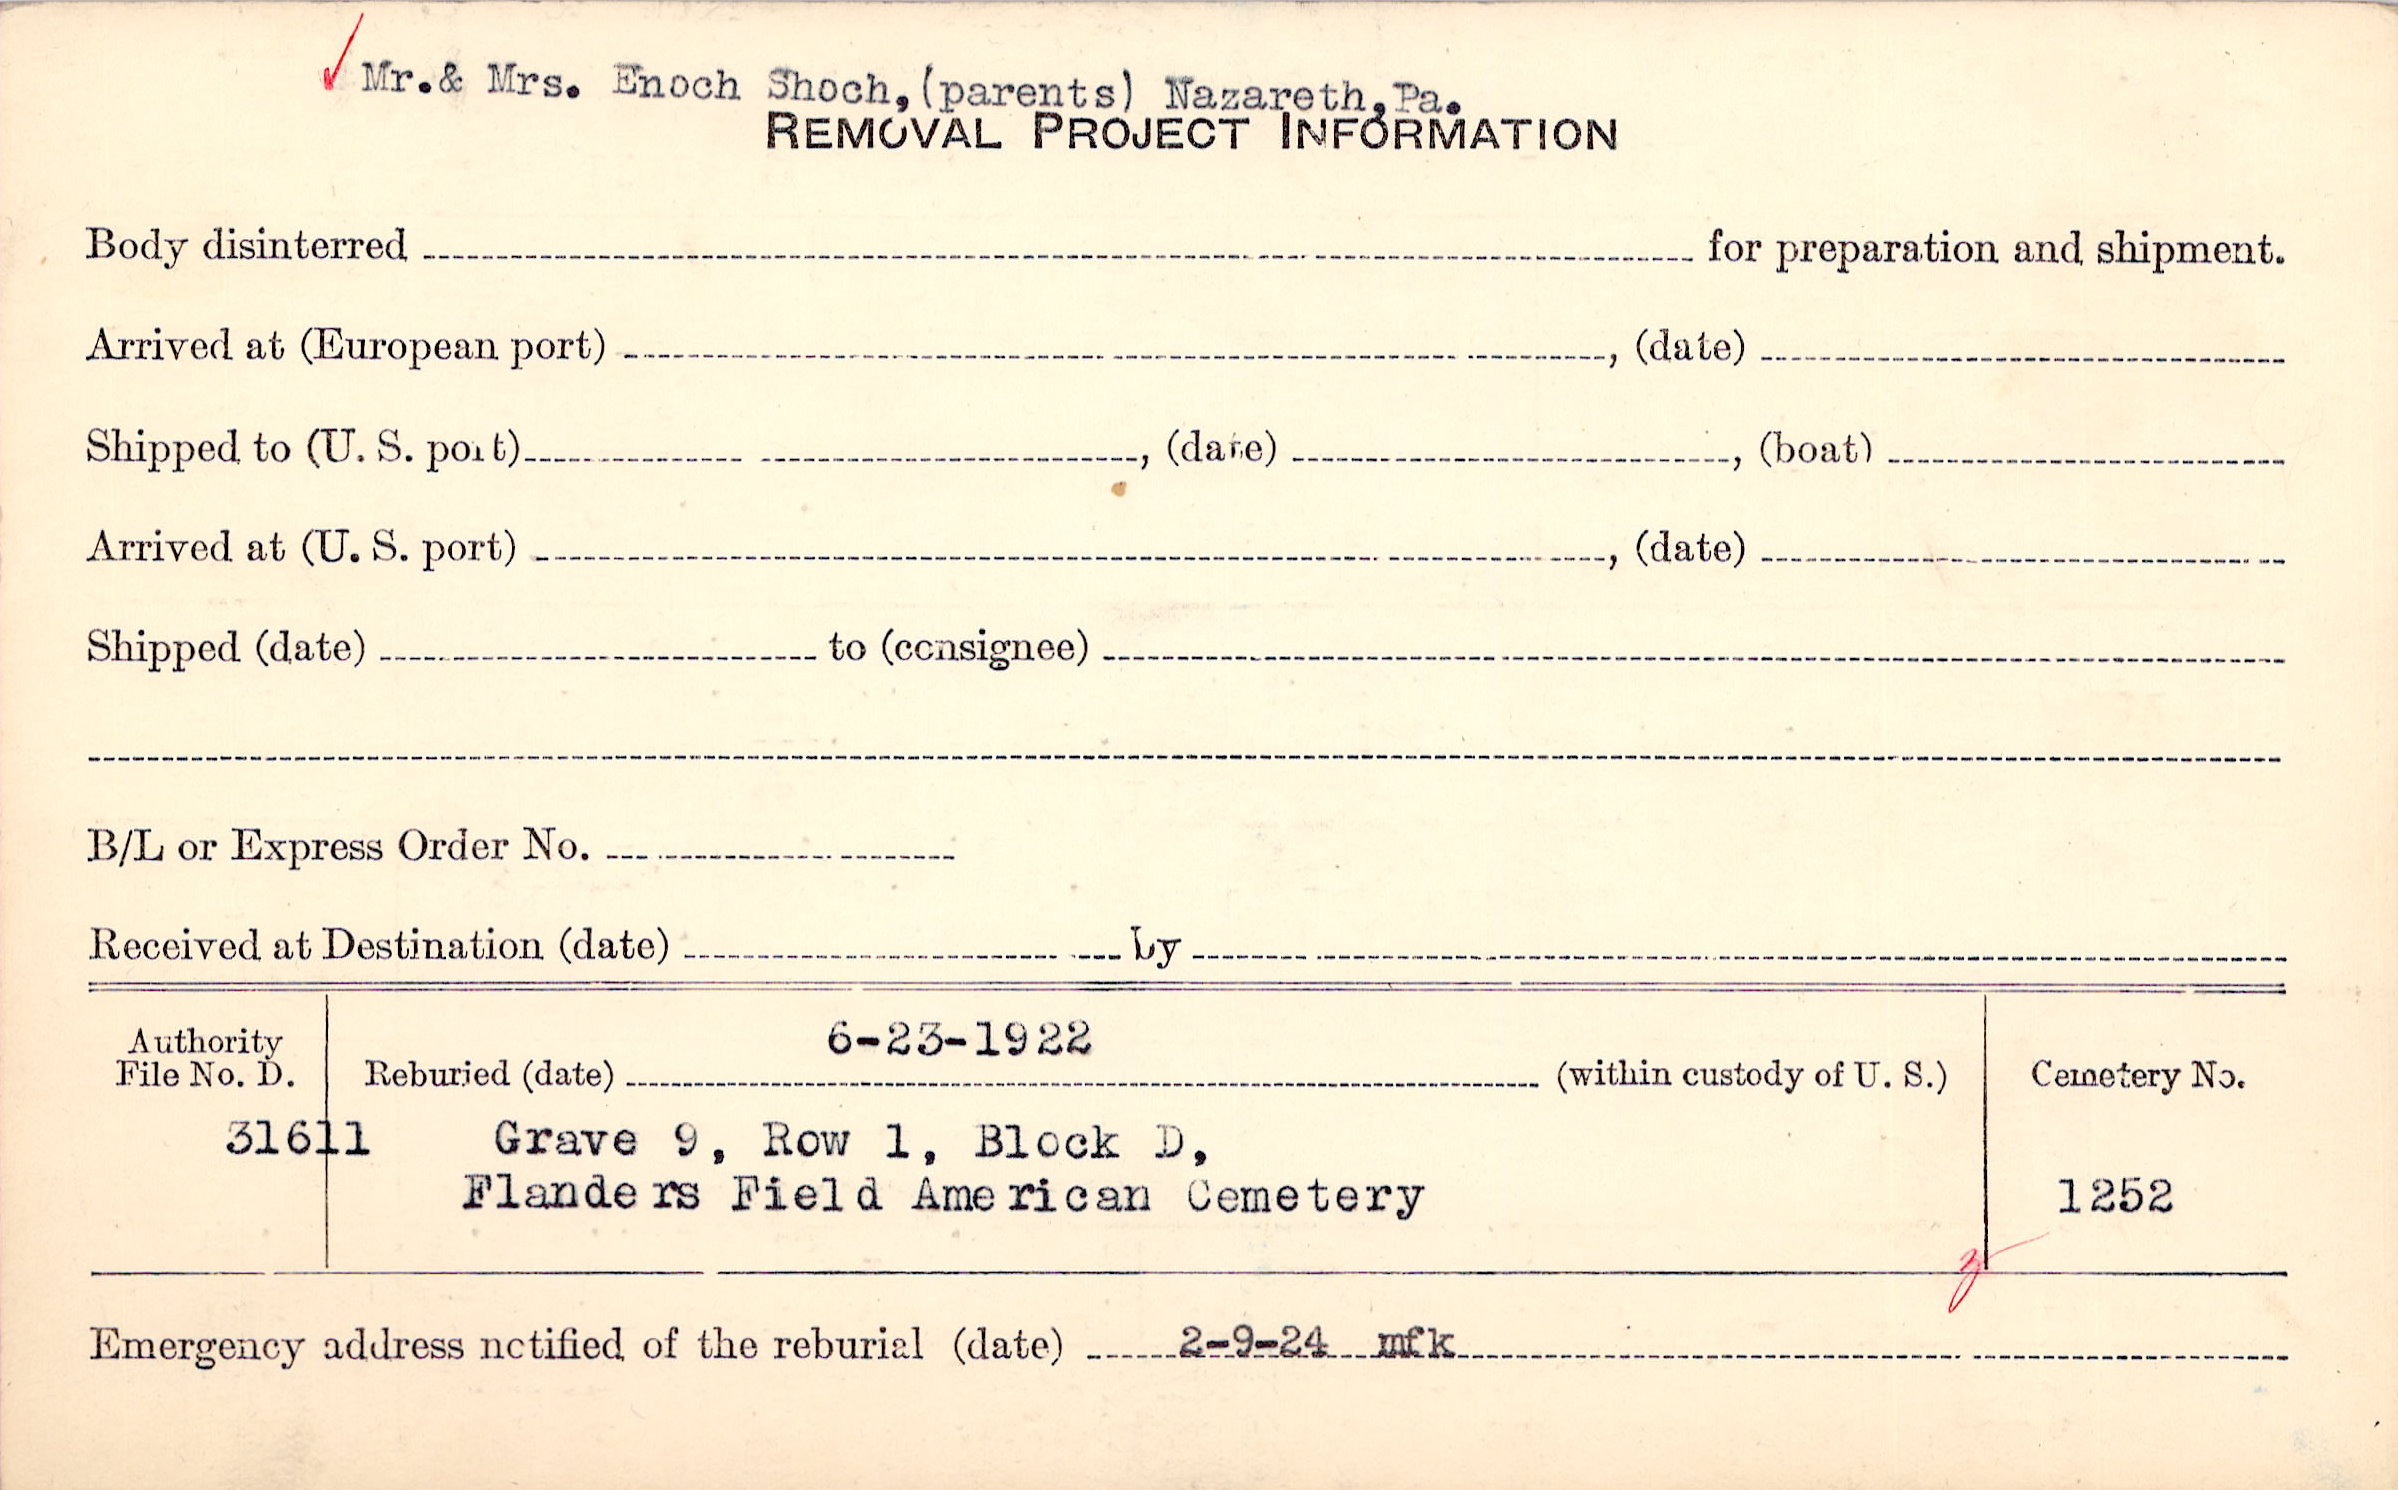 Mr.& Mrs. Enoch Shoch,(parents) Nazareth,Pa.
REMOVAL PROJECT INFORMATION
Body disinterred for preparation and shipment.
Arrived at (European port) , (date)
Shipped to (U. S. port) , (date) , (boat)
Arrived at (U. S. port) , (date)
Shipped (date) to (consignee)
B/L or Express Order No.
Received at Destination (date) by
Authority
File No. D.
31611
6-23-1922
Reburied (date) (within custody of U. S.)
Grave 9, Row 1, Block D,
Flanders Field American Cemetery
Cemetery No.
1252
Emergency address notified of the reburial (date) 2-9-24 mfk